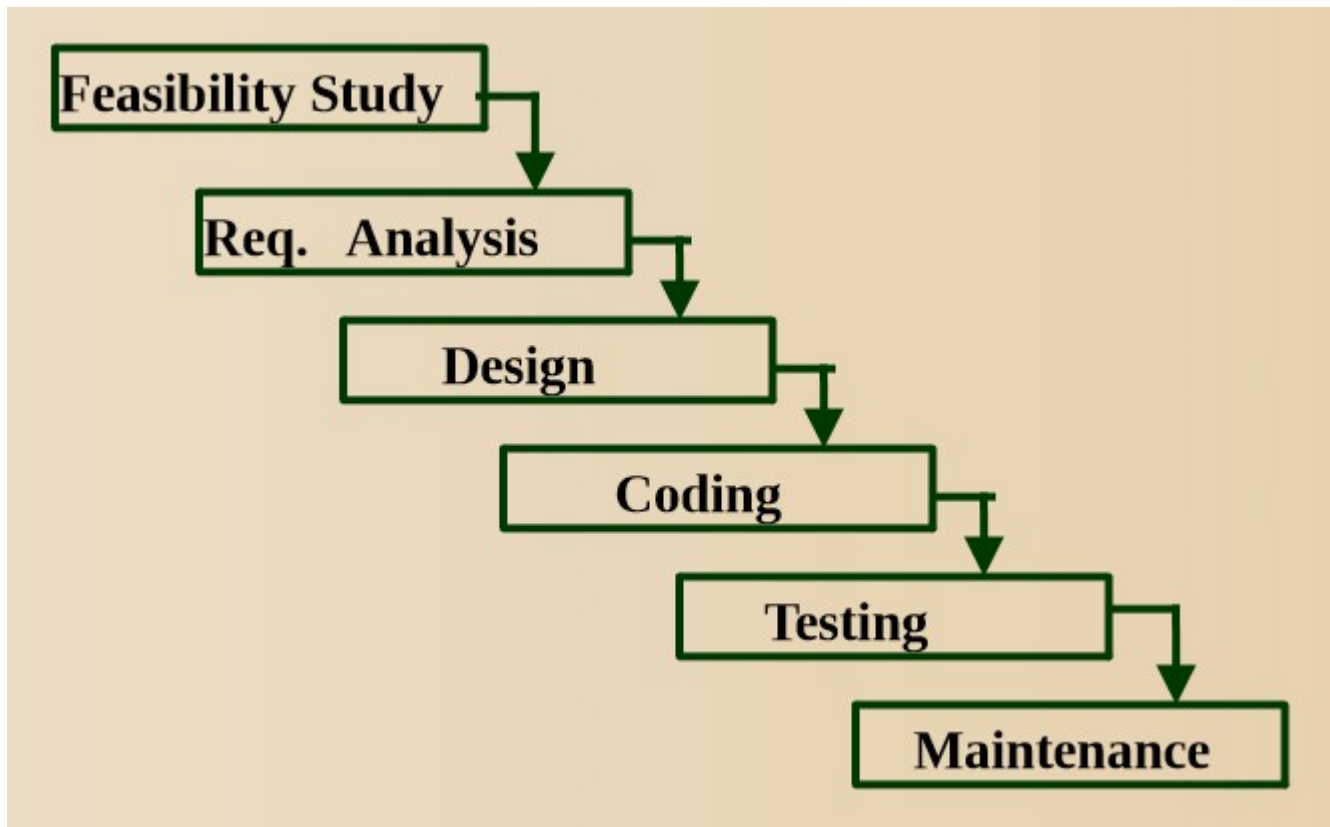 Feasibility Study
Req. Analysis
Design
Coding
Testing
Maintenance